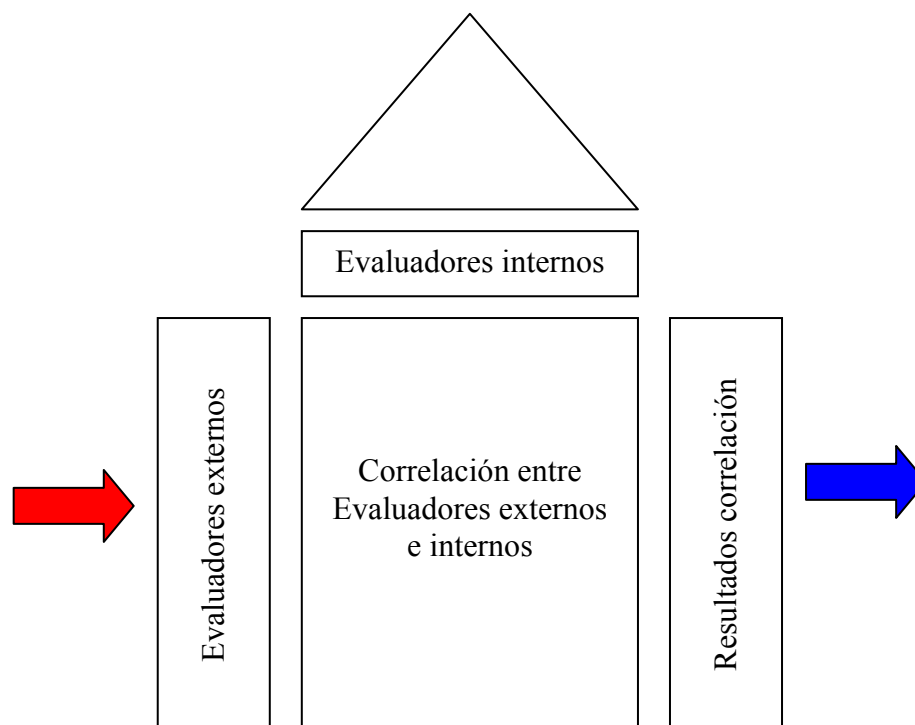 Evaluadores internos
Evaluadores externos
Correlación entre
Evaluadores externos
e internos
Resultados correlación